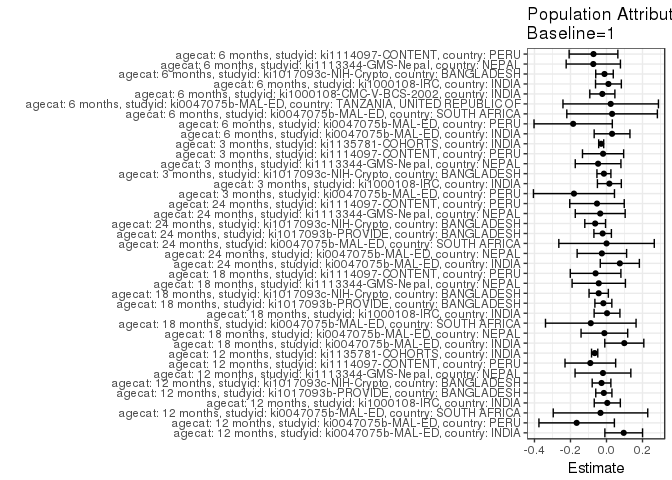 Population Attribut
Baseline=1
agecat: 6 months, studyid: ki1114097-CONTENT, country: PERU
agecat: 6 months, studyid: ki1113344-GMS-Nepal, country: NEPAL
agecat: 6 months, studyid: ki1017093c-NIH-Crypto, country: BANGLADESH
agecat: 6 months, studyid: ki1000108-IRC, country: INDIA
agecat: 6 months, studyid: ki1000108-CMC-V-BCS-2002, country: INDIA
agecat: 6 months, studyid: ki0047075b-MAL-ED, country: TANZANIA, UNITED REPUBLIC OF
agecat: 6 months, studyid: ki0047075b-MAL-ED, country: SOUTH AFRICA
agecat: 6 months, studyid: ki0047075b-MAL-ED, country: PERU
agecat: 6 months, studyid: ki0047075b-MAL-ED, country: INDIA
agecat: 3 months, studyid: ki1135781-COHORTS, country: INDIA
agecat: 3 months, studyid: ki1114097-CONTENT, country: PERU
agecat: 3 months, studyid: ki1113344-GMS-Nepal, country: NEPAL
agecat: 3 months, studyid: ki1017093c-NIH-Crypto, country: BANGLADESH
agecat: 3 months, studyid: ki1000108-IRC, country: INDIA
agecat: 3 months, studyid: ki0047075b-MAL-ED, country: PERU
agecat: 24 months, studyid: ki1114097-CONTENT, country: PERU
agecat: 24 months, studyid: ki1113344-GMS-Nepal, country: NEPAL
agecat: 24 months, studyid: ki1017093c-NIH-Crypto, country: BANGLADESH
agecat: 24 months, studyid: ki1017093b-PROVIDE, country: BANGLADESH
agecat: 24 months, studyid: ki0047075b-MAL-ED, country: SOUTH AFRICA
agecat: 24 months, studyid: ki0047075b-MAL-ED, country: NEPAL
agecat: 24 months, studyid: ki0047075b-MAL-ED, country: INDIA
agecat: 18 months, studyid: ki1114097-CONTENT, country: PERU
agecat: 18 months, studyid: ki1113344-GMS-Nepal, country: NEPAL
agecat: 18 months, studyid: ki1017093c-NIH-Crypto, country: BANGLADESH
agecat: 18 months, studyid: ki1017093b-PROVIDE, country: BANGLADESH
agecat: 18 months, studyid: ki1000108-IRC, country: INDIA
agecat: 18 months, studyid: ki0047075b-MAL-ED, country: SOUTH AFRICA
agecat: 18 months, studyid: ki0047075b-MAL-ED, country: NEPAL
agecat: 18 months, studyid: ki0047075b-MAL-ED, country: INDIA
agecat: 12 months, studyid: ki1135781-COHORTS, country: INDIA
agecat: 12 months, studyid: ki1114097-CONTENT, country: PERU
agecat: 12 months, studyid: ki1113344-GMS-Nepal, country: NEPAL
agecat: 12 months, studyid: ki1017093c-NIH-Crypto, country: BANGLADESH
agecat: 12 months, studyid: ki1017093b-PROVIDE, country: BANGLADESH
agecat: 12 months, studyid: ki1000108-IRC, country: INDIA
agecat: 12 months, studyid: ki0047075b-MAL-ED, country: SOUTH AFRICA
agecat: 12 months, studyid: ki0047075b-MAL-ED, country: PERU
agecat: 12 months, studyid: ki0047075b-MAL-ED, country: INDIA
-0.4 -0.2 0.0 0.2
Estimate